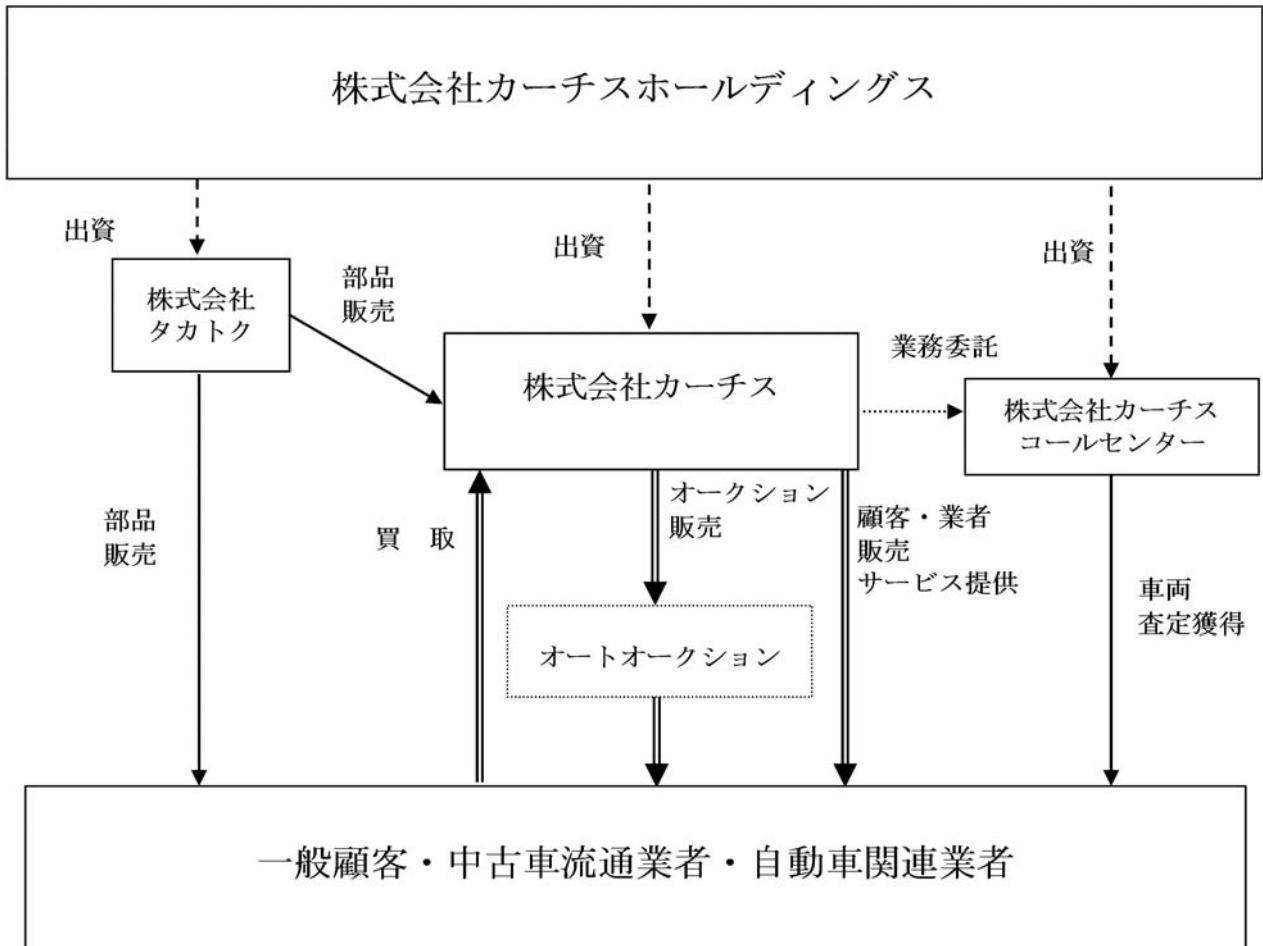 株式会社カーチスホールディングス
出資
出資
出資
株式会社
タカトク
部品
販売
株式会社カーチス
業務委託
株式会社カーチス
コールセンター
部品
販売
買 取
オークション
販売
顧客・業者
販売
サービス提供
車両
査定獲得
オートオークション
一般顧客・中古車流通業者・自動車関連業者